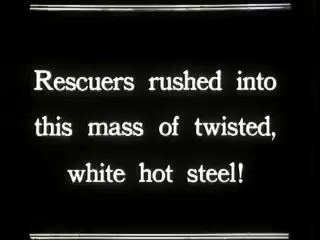 Rescuers rushed into
this mass of twisted,
white hot steel!